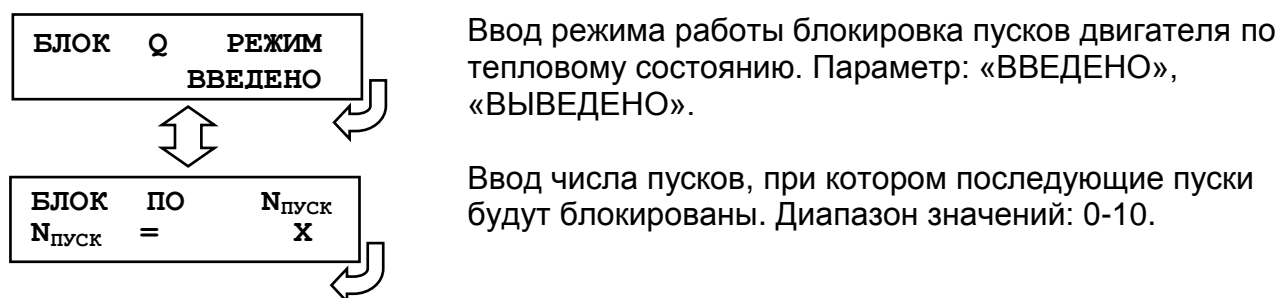 БЛОК Q РЕЖИМ
ВВЕДЕНО
Ввод режима работы блокировка пусков двигателя по
тепловому состоянию. Параметр: «ВВЕДЕНО»,
«ВЫВЕДЕНО».
БЛОК ПО NПУСК
NПУСК = X
Ввод числа пусков, при котором последующие пуски
будут блокированы. Диапазон значений: 0-10.